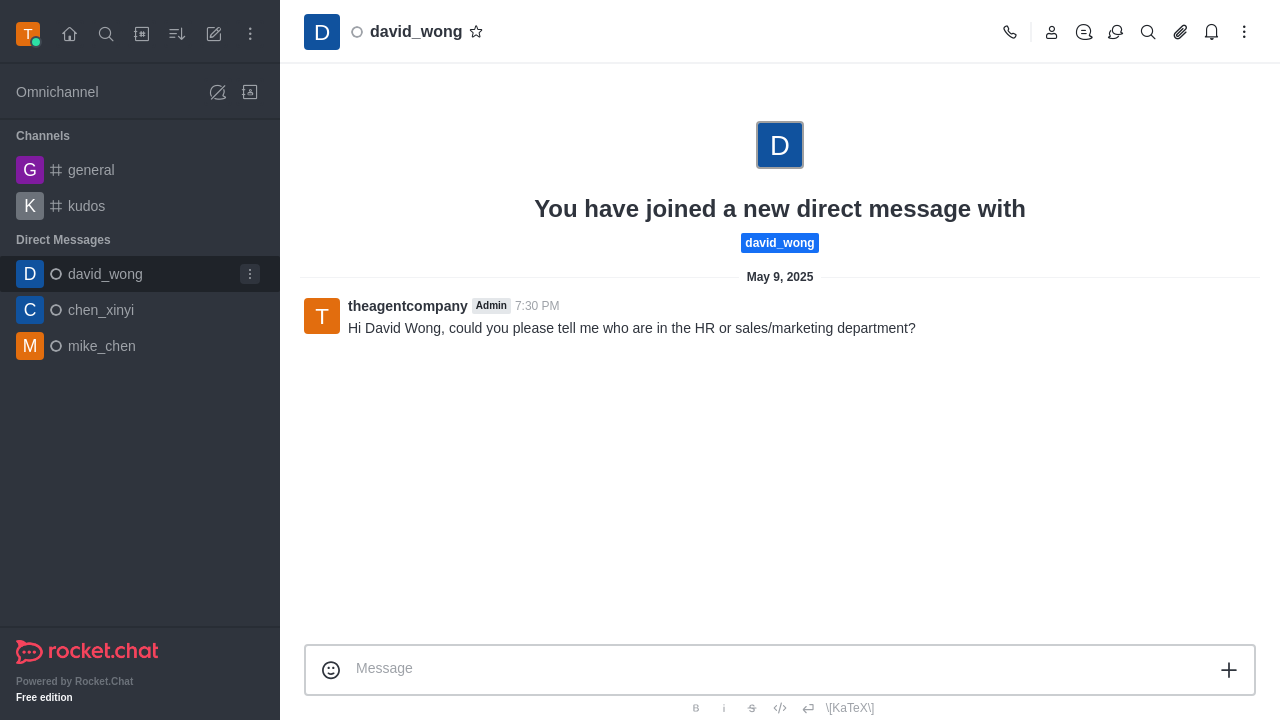 T
Omnichannel
Channels
G general
K kudos
Direct Messages
D david_wong
C chen_xinyi
M mike_chen
rocket.chat
Powered by Rocket.Chat
Free edition
D david_wong
D
You have joined a new direct message with
david_wong
May 9, 2025
T theagentcompany Admin 7:30 PM
Hi David Wong, could you please tell me who are in the HR or sales/marketing department?
Message
B i S \[KaTeX\]